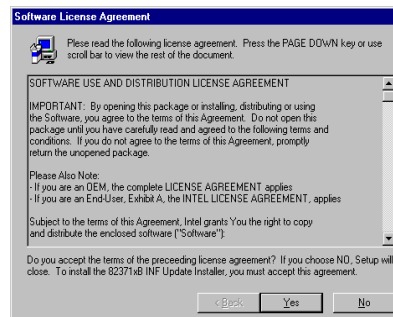 Software License Agreement
Plese read the following license agreement. Press the PAGE DOWN key or use
scroll bar to view the rest of the document.
SOFTWARE USE AND DISTRIBUTION LICENSE AGREEMENT
IMPORTANT: By opening this package or installing, distributing or using
the Software, you agree to the terms of this Agreement. Do not open this
package until you have carefully read and agreed to the following terms and
conditions. If you do not agree to the terms of this Agreement, promptly
return the unopened package.
Please Also Note:
- If you are an OEM, the complete LICENSE AGREEMENT applies
- If you are an End-User, Exhibit A, the INTEL LICENSE AGREEMENT, applies
Subject to the terms of this Agreement, Intel grants You the right to copy
and distribute the enclosed software ("Software"):
Do you accept the terms of the preceeding license agreement? If you choose NO, Setup will
close. To install the 82371xB INF Update Installer, you must accept this agreement.
< Back
Yes
No